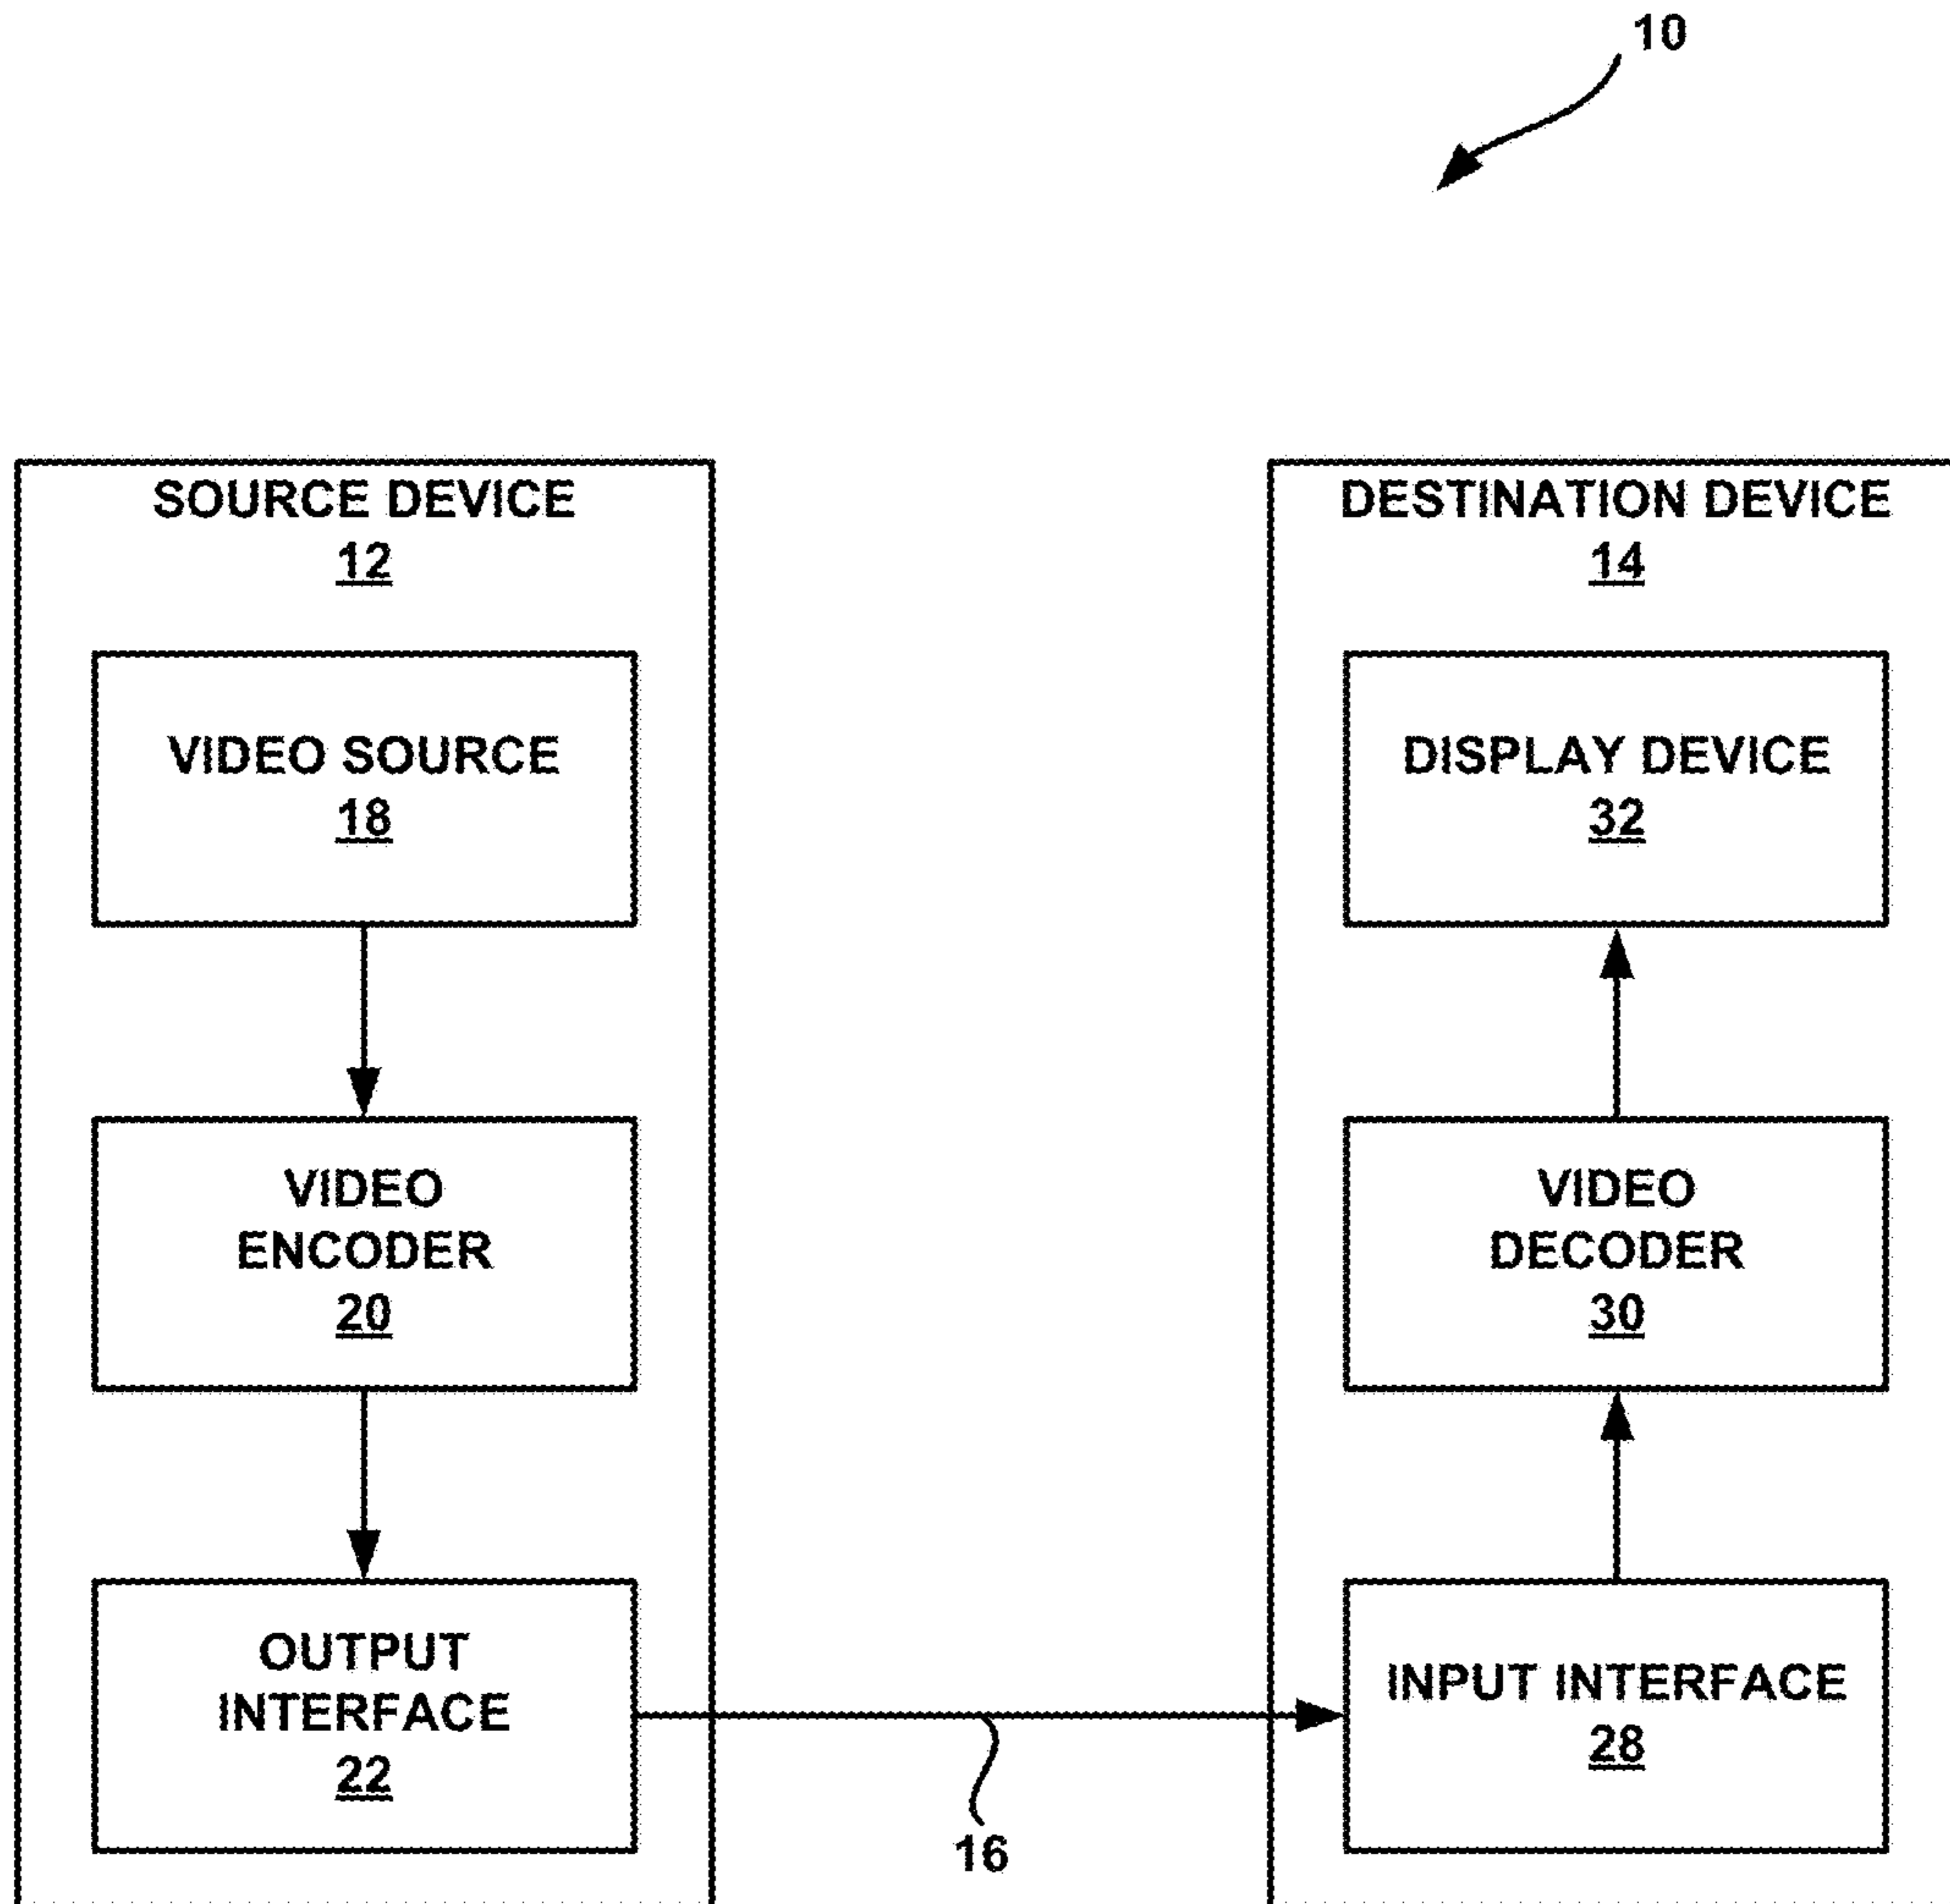 10
SOURCE DEVICE
12
VIDEO SOURCE
18
VIDEO
ENCODER
20
OUTPUT
INTERFACE
22
16
DESTINATION DEVICE
14
DISPLAY DEVICE
32
VIDEO
DECODER
30
INPUT INTERFACE
28